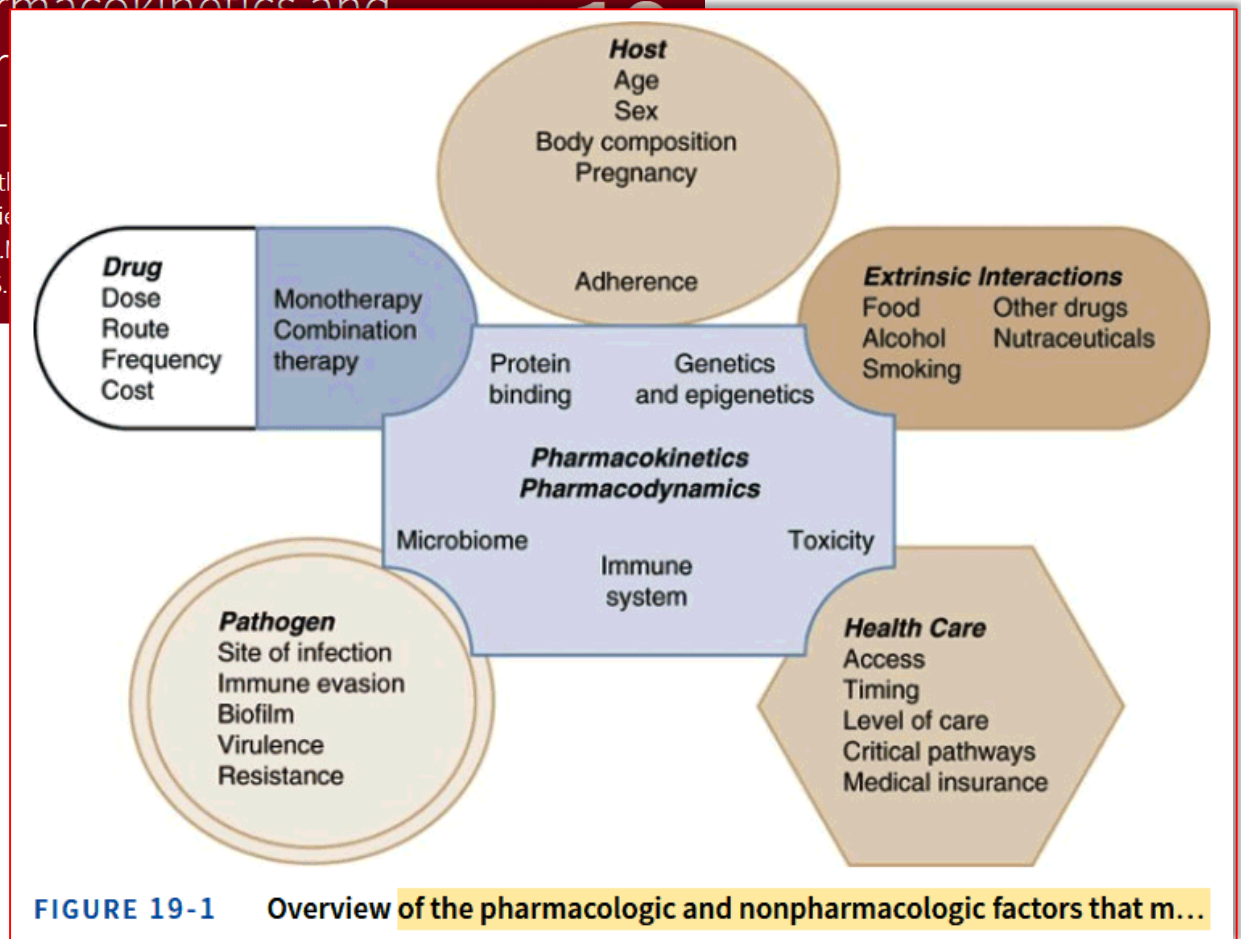 Host
Age
Sex
Body composition
Pregnancy
Adherence
Drug
Dose
Route
Frequency
Cost
Monotherapy
Combination
therapy
Extrinsic Interactions
Food Other drugs
Alcohol Nutraceuticals
Smoking
Protein
binding
Genetics
and epigenetics
Pharmacokinetics
Pharmacodynamics
Microbiome
Immune
system
Toxicity
Pathogen
Site of infection
Immune evasion
Biofilm
Virulence
Resistance
Health Care
Access
Timing
Level of care
Critical pathways
Medical insurance
FIGURE 19-1 Overview of the pharmacologic and nonpharmacologic factors that m...